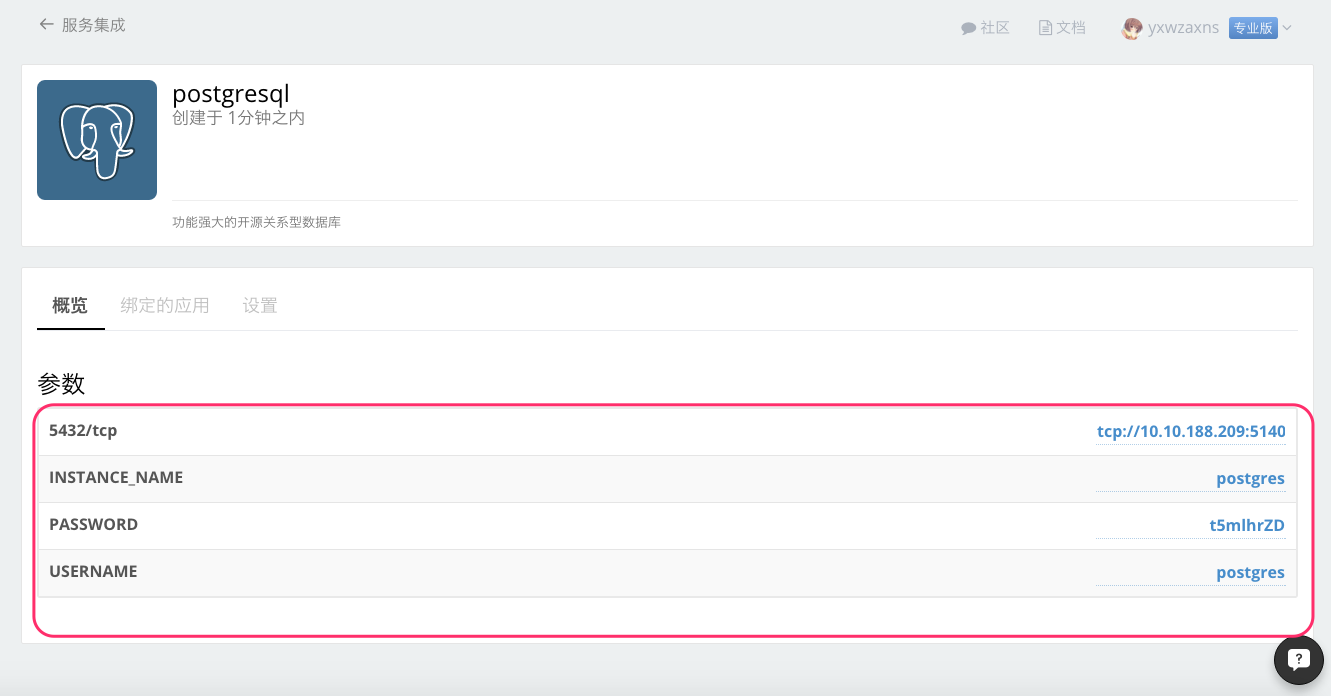 服务集成
社区 文档 yxwzaxns 专业版
postgresql
创建于 1分钟之内
功能强大的开源关系型数据库
概览 绑定的应用 设置
参数
5432/tcp tcp://10.10.188.209:5140
INSTANCE_NAME postgres
PASSWORD t5mlhrZD
USERNAME postgres
?